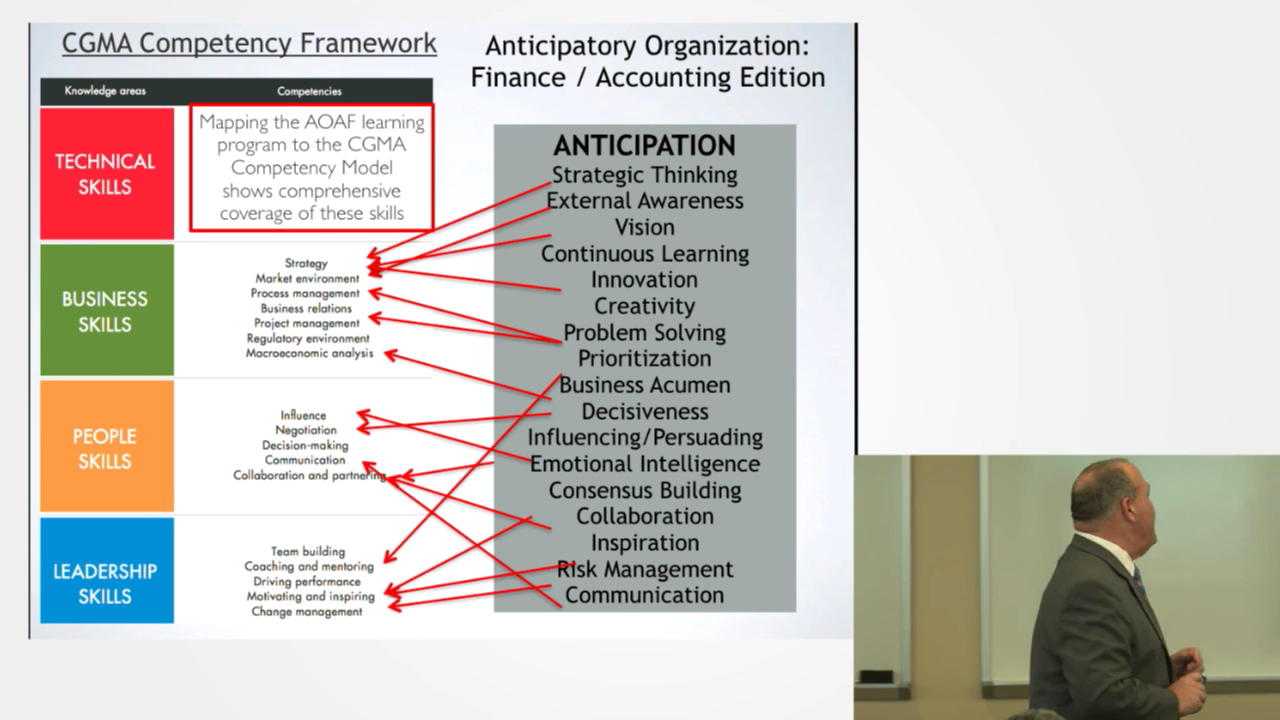 CGMA Competency Framework
Anticipatory Organization:
Finance / Accounting Edition
Knowledge areas
Competencies
TECHNICAL
SKILLS
Mapping the AOAF learning
program to the CGMA
Competency Model
shows comprehensive
coverage of these skills
BUSINESS
SKILLS
Strategy
Market environment
Process management
Business relations
Project management
Regulatory environment
Macroeconomic analysis
PEOPLE
SKILLS
Influence
Negotiation
Decision-making
Communication
Collaboration and partnering
LEADERSHIP
SKILLS
Team building
Coaching and mentoring
Driving performance
Motivating and inspiring
Change management
ANTICIPATION
Strategic Thinking
External Awareness
Vision
Continuous Learning
Innovation
Creativity
Problem Solving
Prioritization
Business Acumen
Decisiveness
Influencing/Persuading
Emotional Intelligence
Consensus Building
Collaboration
Inspiration
Risk Management
Communication